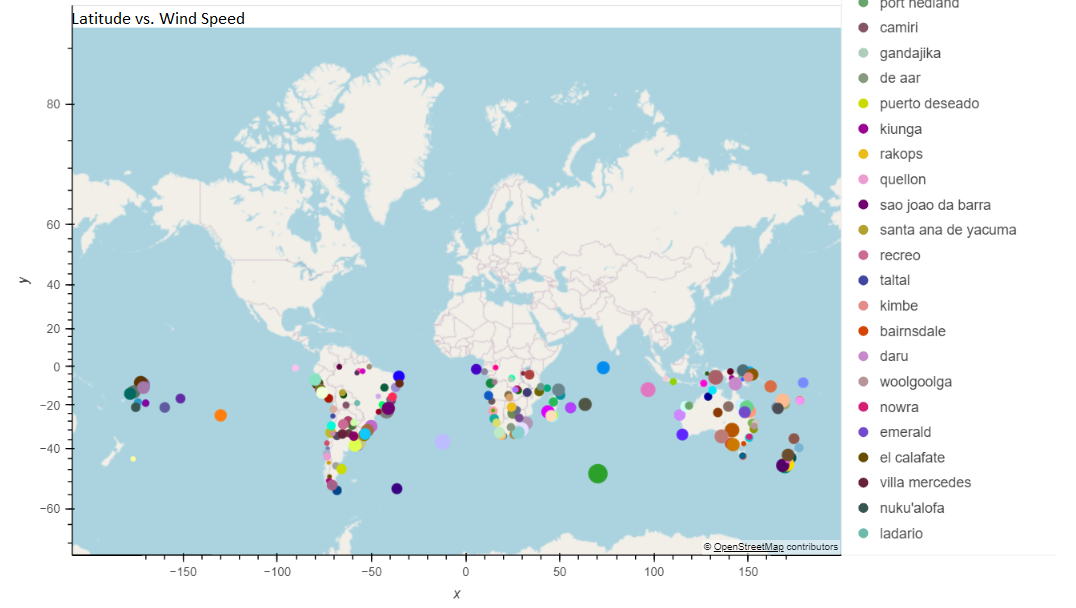 Latitude vs. Wind Speed
port hedland
camiri
gandajika
de aar
puerto deseado
kiunga
rakops
quellon
sao joao da barra
santa ana de yacuma
recreo
taltal
kimbe
bairnsdale
daru
woolgoolga
nowra
emerald
el calafate
villa mercedes
nuku'alofa
ladario
y
80
60
40
20
0
−20
−40
−60
© OpenStreetMap contributors
−150
−100
−50
0
50
100
150
x